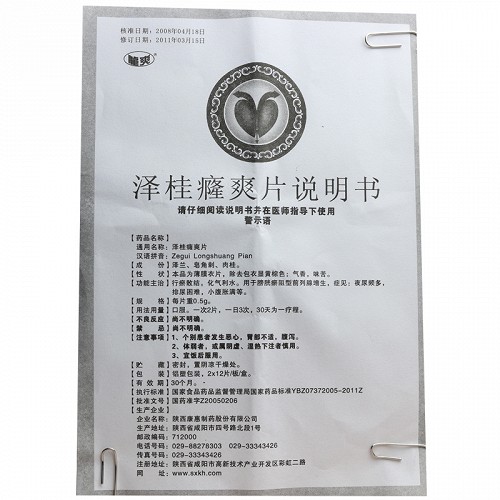 核准日期：2008年04月18日
修订日期：2011年03月15日
癃爽®
泽桂癃爽片说明书
请仔细阅读说明书并在医师指导下使用
警示语
【药品名称】
通用名称：泽桂癃爽片
汉语拼音：Zegui Longshuang Pian
【成　　份】泽兰、皂角刺、肉桂。
【性　　状】本品为薄膜衣片，除去包衣显黄棕色；气香，味苦。
【功能主治】行瘀散结，化气利水。用于膀胱瘀阻型前列腺增生，症见：夜尿频多，
排尿困难，小腹胀满等。
【规　　格】每片重0.5g。
【用法用量】口服。一次2片，一日3次，30天为一疗程。
【不良反应】尚不明确。
【禁　　忌】尚不明确。
【注意事项】1、个别患者发生恶心，胃部不适，腹泻。
2、体弱者，或属阴虚、湿热下注者慎用。
3、宜饭后服用。
【贮　　藏】密封，置阴凉干燥处。
【包　　装】铝塑包装，2x12片/板/盒。
【有 效 期】30个月。
【执行标准】国家食品药品监督管理局国家药品标准YBZ07372005-2011Z
【批准文号】国药准字Z20050206
【生产企业】
企业名称：陕西康惠制药股份有限公司
生产地址：陕西省咸阳市四号路北段1号
邮政编码：712000
电话号码：029-88278303　029-33343426
传真号码：029-33343426
注册地址：陕西省咸阳市高新技术产业开发区彩虹二路
网　　址：www.sxkh.com